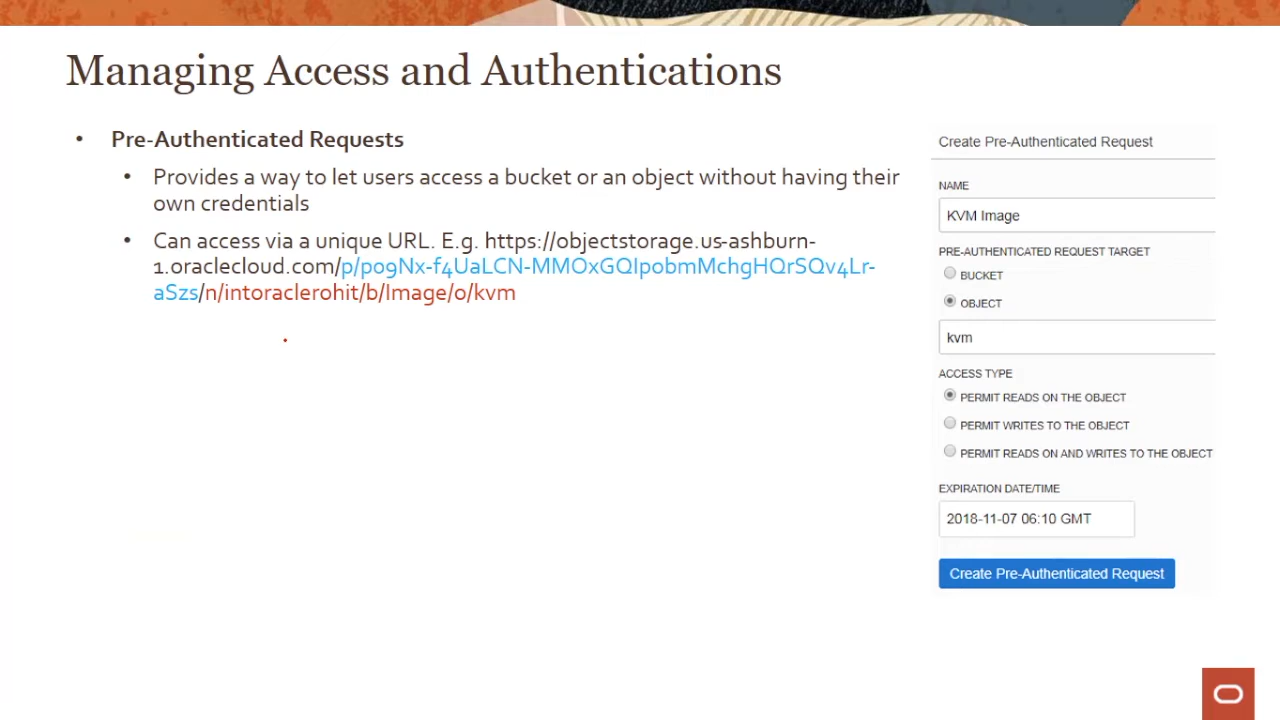 Managing Access and Authentications
• Pre-Authenticated Requests
• Provides a way to let users access a bucket or an object without having their
own credentials
• Can access via a unique URL. E.g. https://objectstorage.us-ashburn-
1.oraclecloud.com/p/po9Nx-f4UaLCN-MMOxGQIpobmMchgHQrSQv4Lr-
aSzs/n/intoraclerohit/b/Image/o/kvm
Create Pre-Authenticated Request
NAME
KVM Image
PRE-AUTHENTICATED REQUEST TARGET
BUCKET
OBJECT
kvm
ACCESS TYPE
PERMIT READS ON THE OBJECT
PERMIT WRITES TO THE OBJECT
PERMIT READS ON AND WRITES TO THE OBJECT
EXPIRATION DATE/TIME
2018-11-07 06:10 GMT
Create Pre-Authenticated Request